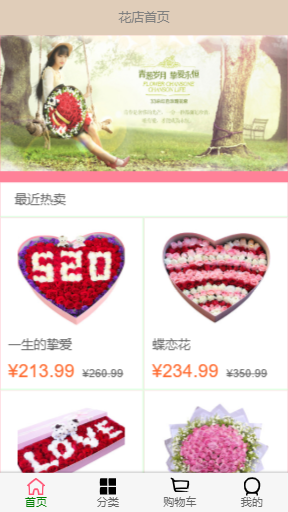 花店首页
青葱岁月 挚爱永恒
最近热卖
520
一生的挚爱
¥213.99 ¥260.99
蝶恋花
¥234.99 ¥350.99
LOVE
首页
分类
购物车
我的